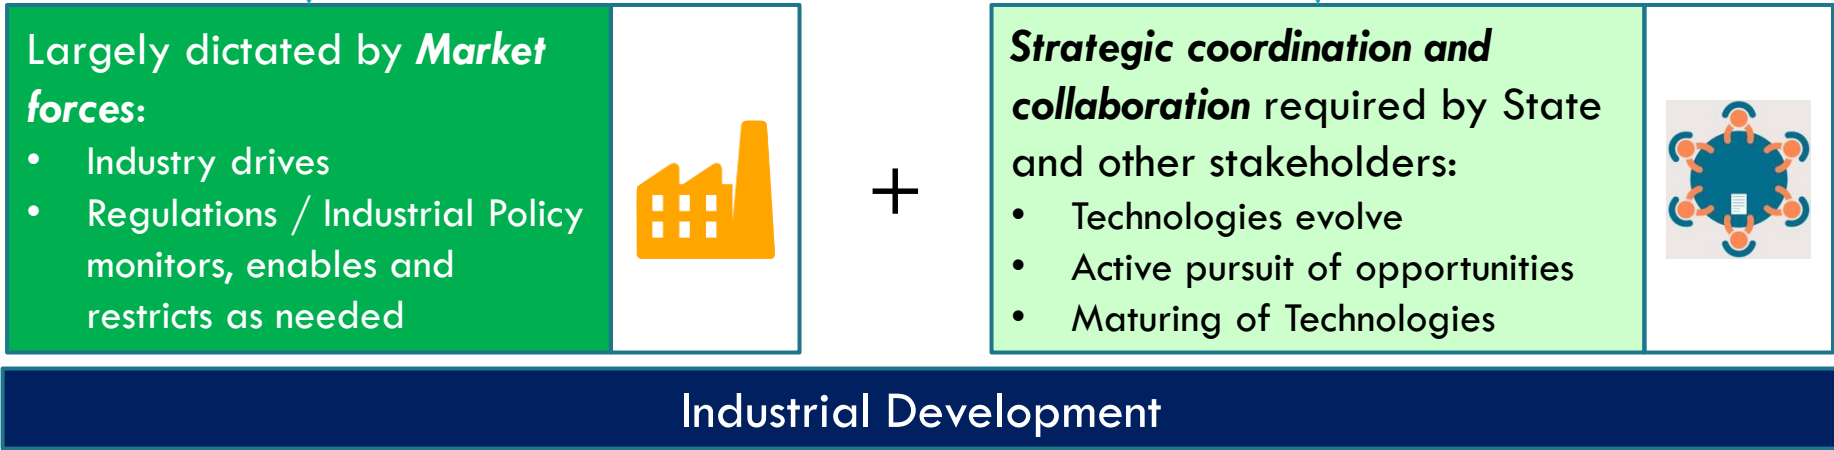 Largely dictated by Market
forces:
• Industry drives
• Regulations / Industrial Policy
monitors, enables and
restricts as needed
+
Strategic coordination and
collaboration required by State
and other stakeholders:
• Technologies evolve
• Active pursuit of opportunities
• Maturing of Technologies
Industrial Development